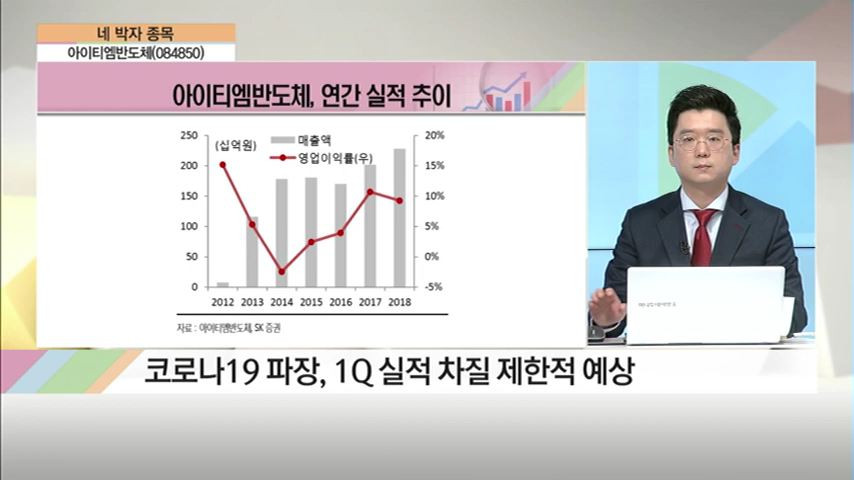 네 박자 종목
아이티엠반도체(084850)
아이티엠반도체, 연간 실적 추이
(십억원)
매출액
영업이익률(우)
250
200
150
100
50
0
20%
15%
10%
5%
0%
-5%
2012 2013 2014 2015 2016 2017 2018
자료 : 아이티엠반도체, SK 증권
코로나19 파장, 1Q 실적 차질 제한적 예상